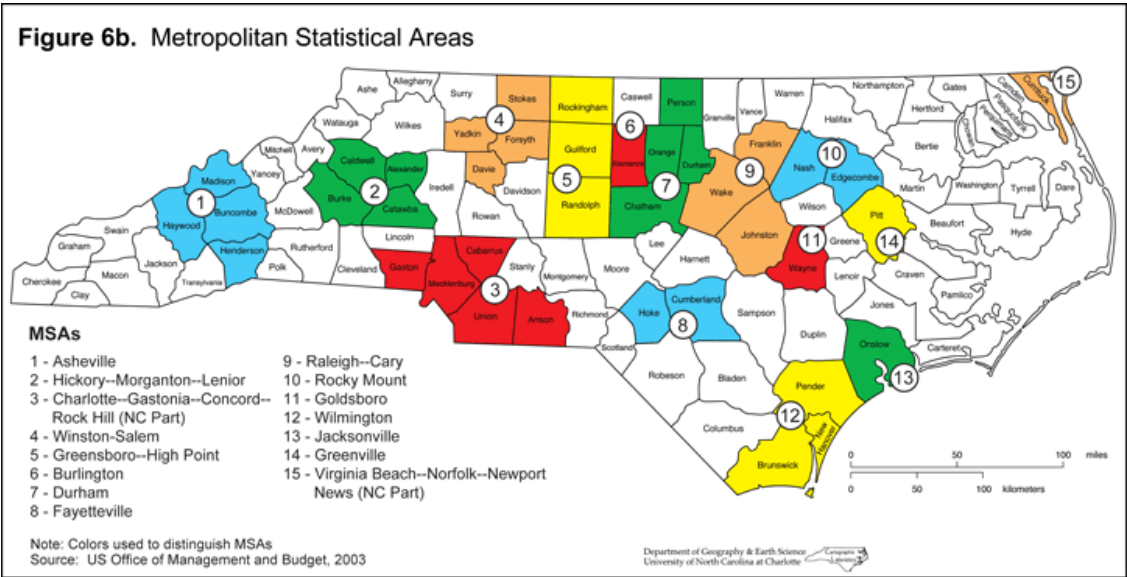 Figure 6b. Metropolitan Statistical Areas
Ashe
Alleghany
Surry
Stokes
Rockingham
Caswell
Person
Granville
Vance
Warren
Northampton
Gates
Camden
Currituck
15
Hertford
Pasquotank
Perquimans
Chowan
Watauga
Wilkes
Yadkin
4
Forsyth
Guilford
6
Alamance
Orange
Durham
Franklin
Halifax
Bertie
Mitchell
Avery
Caldwell
Alexander
Iredell
Davie
Davidson
5
Randolph
7
Chatham
9
Wake
Nash
10
Edgecombe
Martin
Washington
Tyrrell
Dare
Madison
Yancey
Burke
2
Catawba
Rowan
Wilson
Pitt
Beaufort
Hyde
1
Buncombe
Haywood
McDowell
Swain
Graham
Henderson
Rutherford
Lincoln
Cabarrus
Lee
Johnston
11
Greene
14
Jackson
Cherokee
Macon
Clay
Transylvania
Polk
Cleveland
Gaston
Mecklenburg
Stanly
Montgomery
Moore
Harnett
Wayne
Lenoir
Craven
Pamlico
3
Union
Anson
Richmond
Hoke
Cumberland
8
Sampson
Duplin
Jones
Carteret
Scotland
Onslow
13
Robeson
Bladen
Pender
12
Columbus
New Hanover
Brunswick
0 50 100 miles
0 50 100 kilometers
MSAs
1 - Asheville
2 - Hickory--Morganton--Lenior
3 - Charlotte--Gastonia--Concord--
Rock Hill (NC Part)
4 - Winston-Salem
5 - Greensboro--High Point
6 - Burlington
7 - Durham
8 - Fayetteville
9 - Raleigh--Cary
10 - Rocky Mount
11 - Goldsboro
12 - Wilmington
13 - Jacksonville
14 - Greenville
15 - Virginia Beach--Norfolk--Newport
News (NC Part)
Note: Colors used to distinguish MSAs
Source: US Office of Management and Budget, 2003
Department of Geography & Earth Science
University of North Carolina at Charlotte